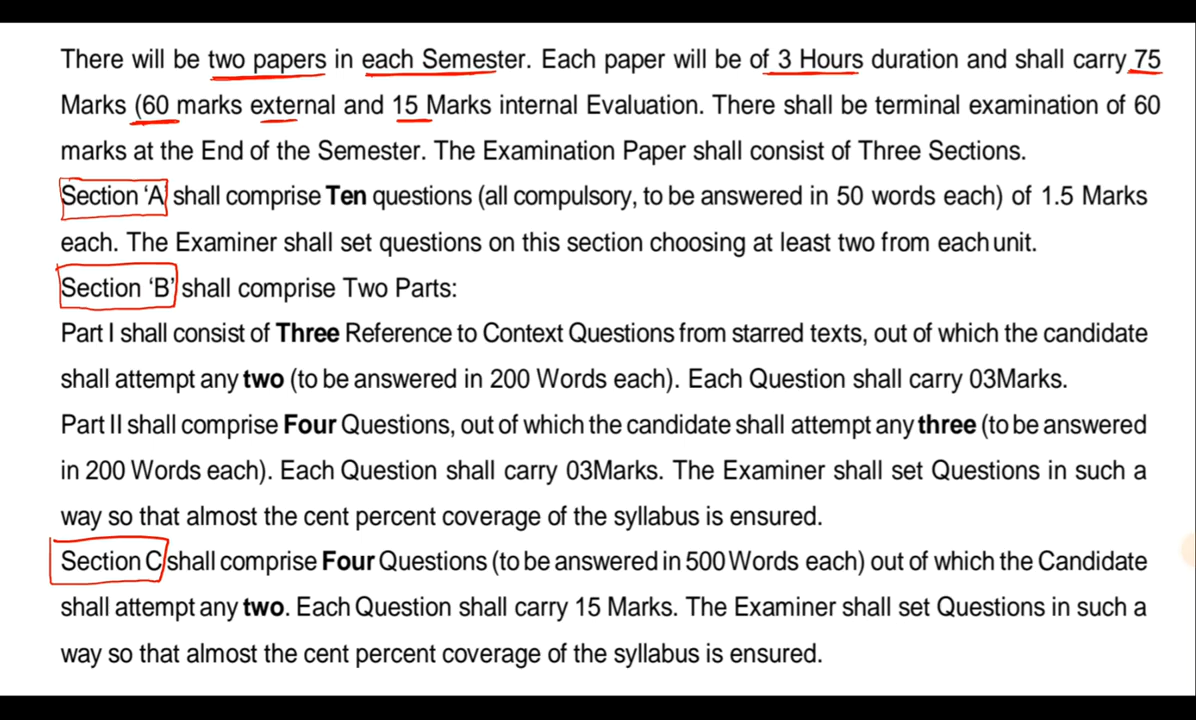 There will be two papers in each Semester. Each paper will be of 3 Hours duration and shall carry 75
Marks (60 marks external and 15 Marks internal Evaluation. There shall be terminal examination of 60
marks at the End of the Semester. The Examination Paper shall consist of Three Sections.
Section ‘A’ shall comprise Ten questions (all compulsory, to be answered in 50 words each) of 1.5 Marks
each. The Examiner shall set questions on this section choosing at least two from each unit.
Section ‘B’ shall comprise Two Parts:
Part I shall consist of Three Reference to Context Questions from starred texts, out of which the candidate
shall attempt any two (to be answered in 200 Words each). Each Question shall carry 03Marks.
Part II shall comprise Four Questions, out of which the candidate shall attempt any three (to be answered
in 200 Words each). Each Question shall carry 03Marks. The Examiner shall set Questions in such a
way so that almost the cent percent coverage of the syllabus is ensured.
Section C shall comprise Four Questions (to be answered in 500 Words each) out of which the Candidate
shall attempt any two. Each Question shall carry 15 Marks. The Examiner shall set Questions in such a
way so that almost the cent percent coverage of the syllabus is ensured.